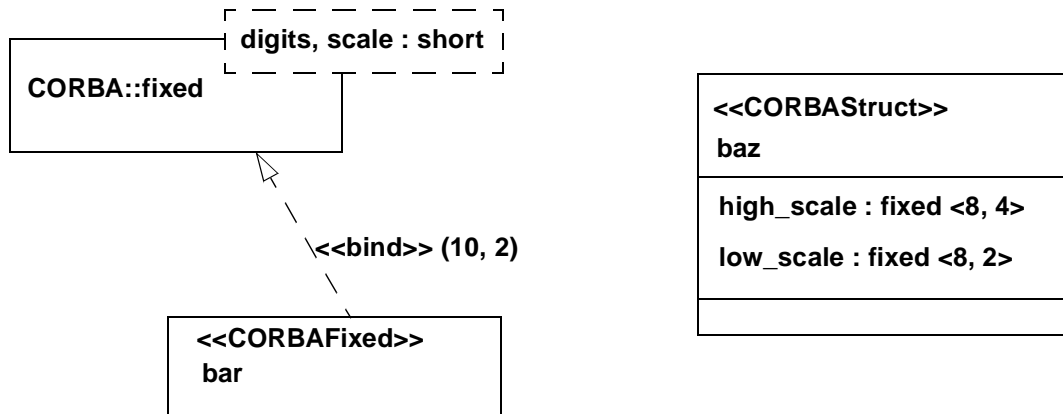 digits, scale : short
CORBA::fixed
<<bind>> (10, 2)
<<CORBAFixed>>
bar
<<CORBAStruct>>
baz
high_scale : fixed <8, 4>
low_scale : fixed <8, 2>